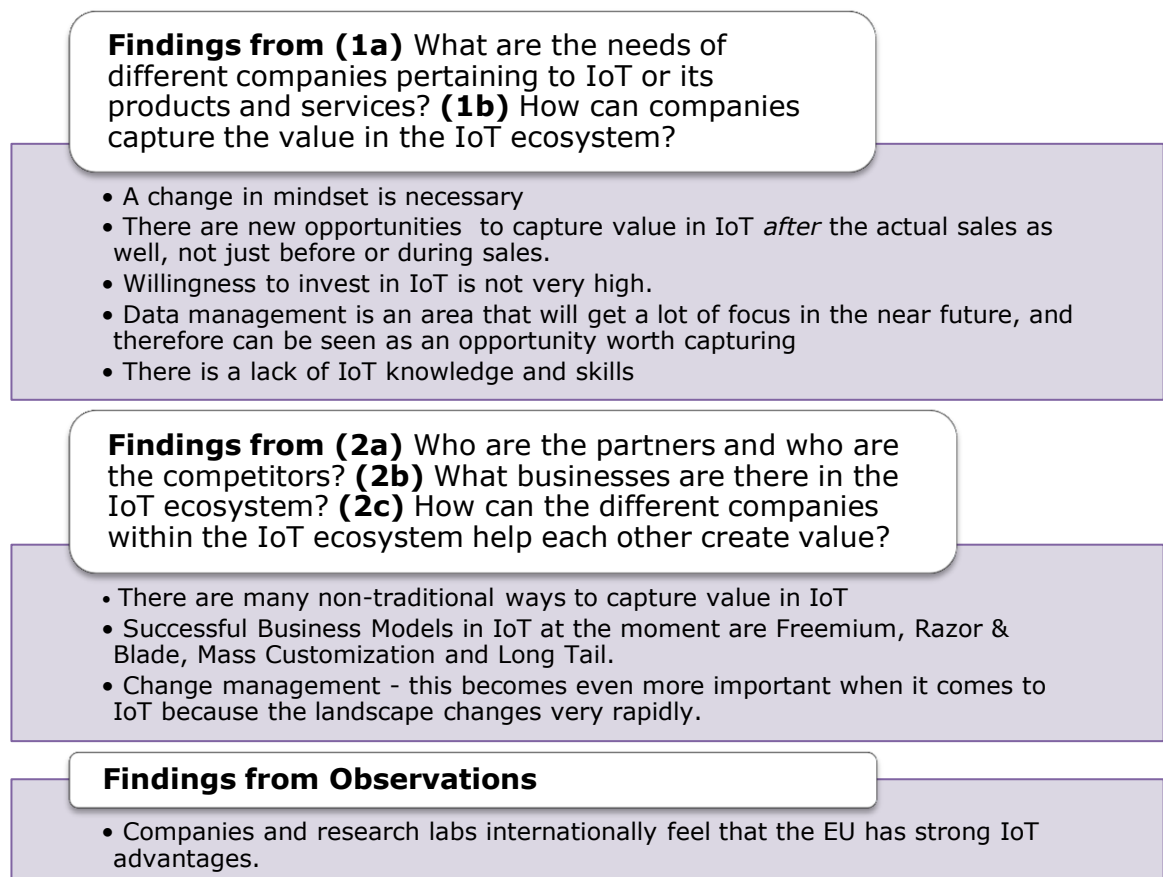 Findings from (1a) What are the needs of
different companies pertaining to IoT or its
products and services? (1b) How can companies
capture the value in the IoT ecosystem?
• A change in mindset is necessary
• There are new opportunities to capture value in IoT after the actual sales as
well, not just before or during sales.
• Willingness to invest in IoT is not very high.
• Data management is an area that will get a lot of focus in the near future, and
therefore can be seen as an opportunity worth capturing
• There is a lack of IoT knowledge and skills
Findings from (2a) Who are the partners and who are
the competitors? (2b) What businesses are there in the
IoT ecosystem? (2c) How can the different companies
within the IoT ecosystem help each other create value?
• There are many non-traditional ways to capture value in IoT
• Successful Business Models in IoT at the moment are Freemium, Razor &
Blade, Mass Customization and Long Tail.
• Change management - this becomes even more important when it comes to
IoT because the landscape changes very rapidly.
Findings from Observations
• Companies and research labs internationally feel that the EU has strong IoT
advantages.